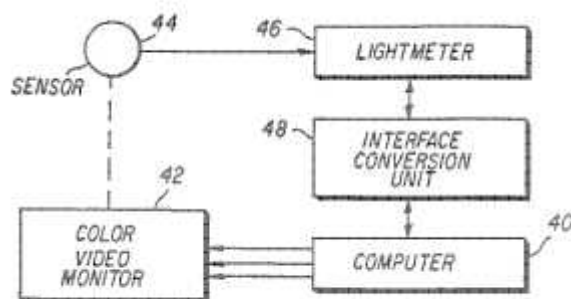 44
SENSOR
46
LIGHTMETER
48
INTERFACE
CONVERSION
UNIT
42
COLOR
VIDEO
MONITOR
COMPUTER
40